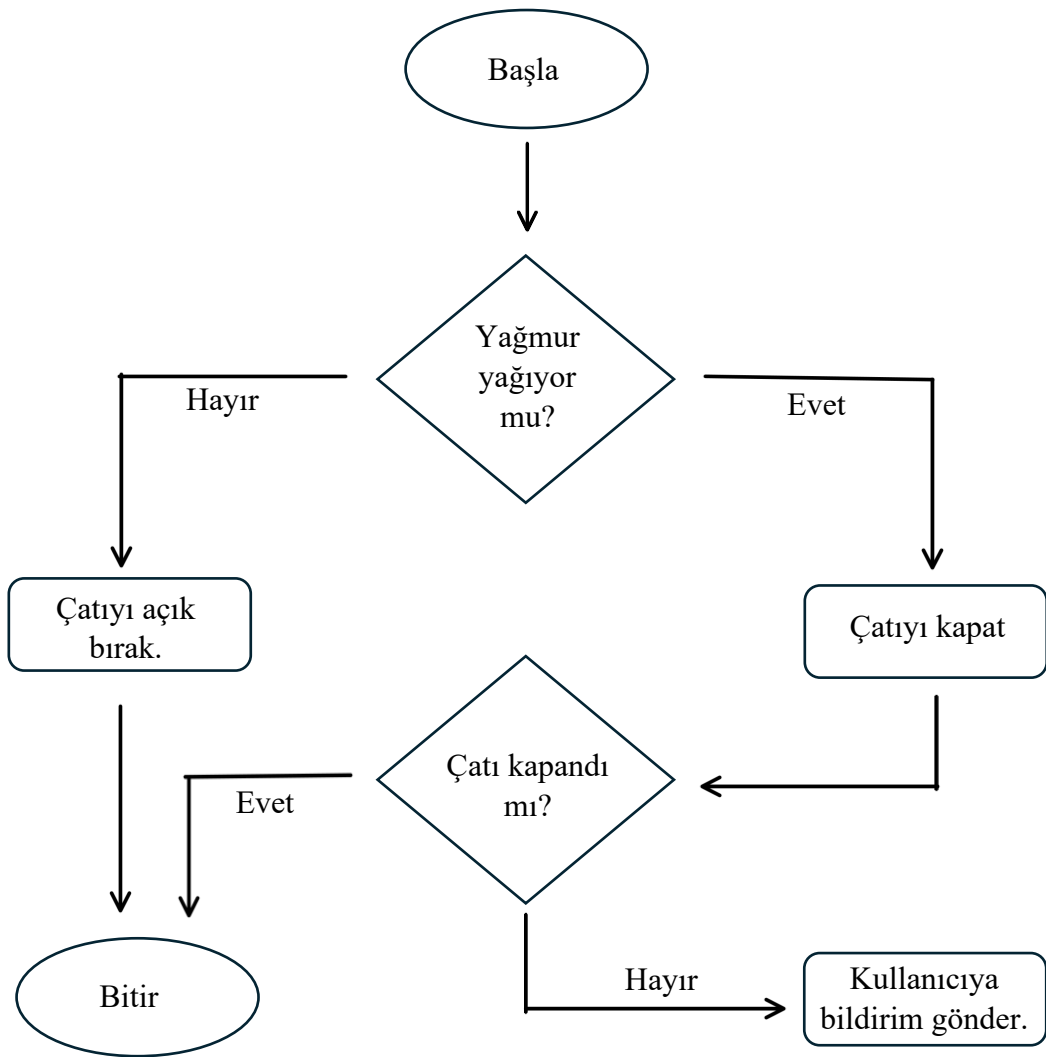 Başla
Yağmur
yağıyor
mu?
Hayır
Evet
Çatıyı açık
bırak.
Çatıyı kapat
Çatı kapandı
mı?
Evet
Bitir
Hayır
Kullanıcıya
bildirim gönder.